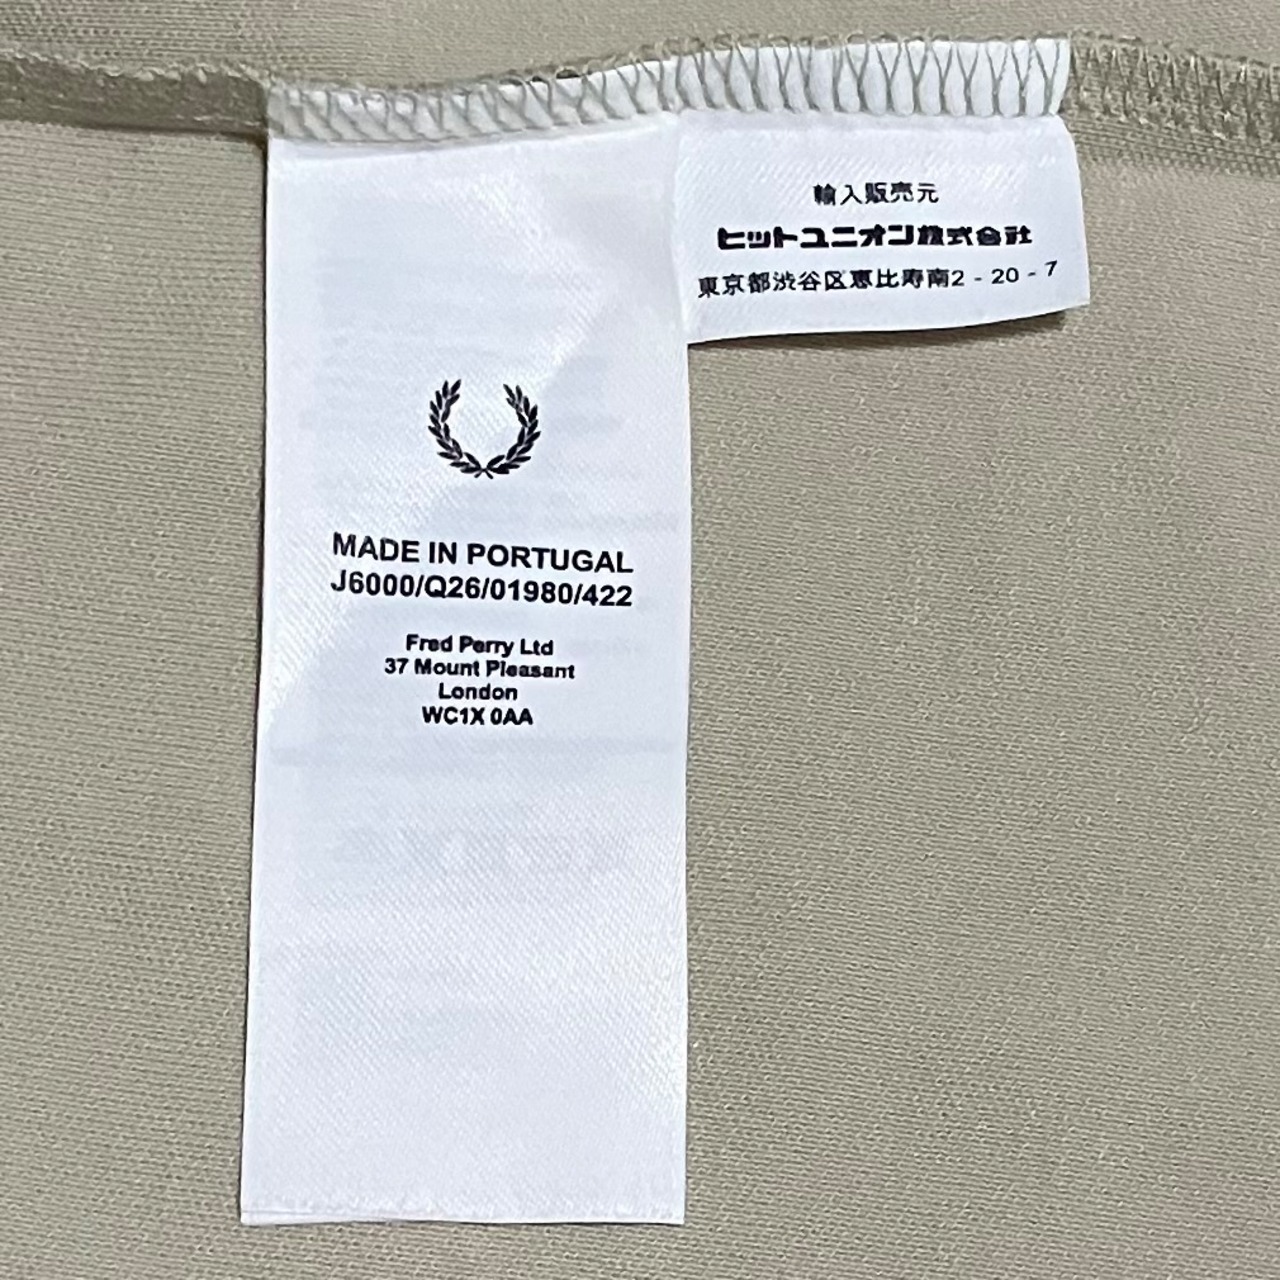 MADE IN PORTUGAL
J6000/Q26/01980/422
Fred Perry Ltd
37 Mount Pleasant
London
WC1X 0AA
輸入販売元
ヒットユニオン株式会社
東京都渋谷区恵比寿南2 - 20 - 7